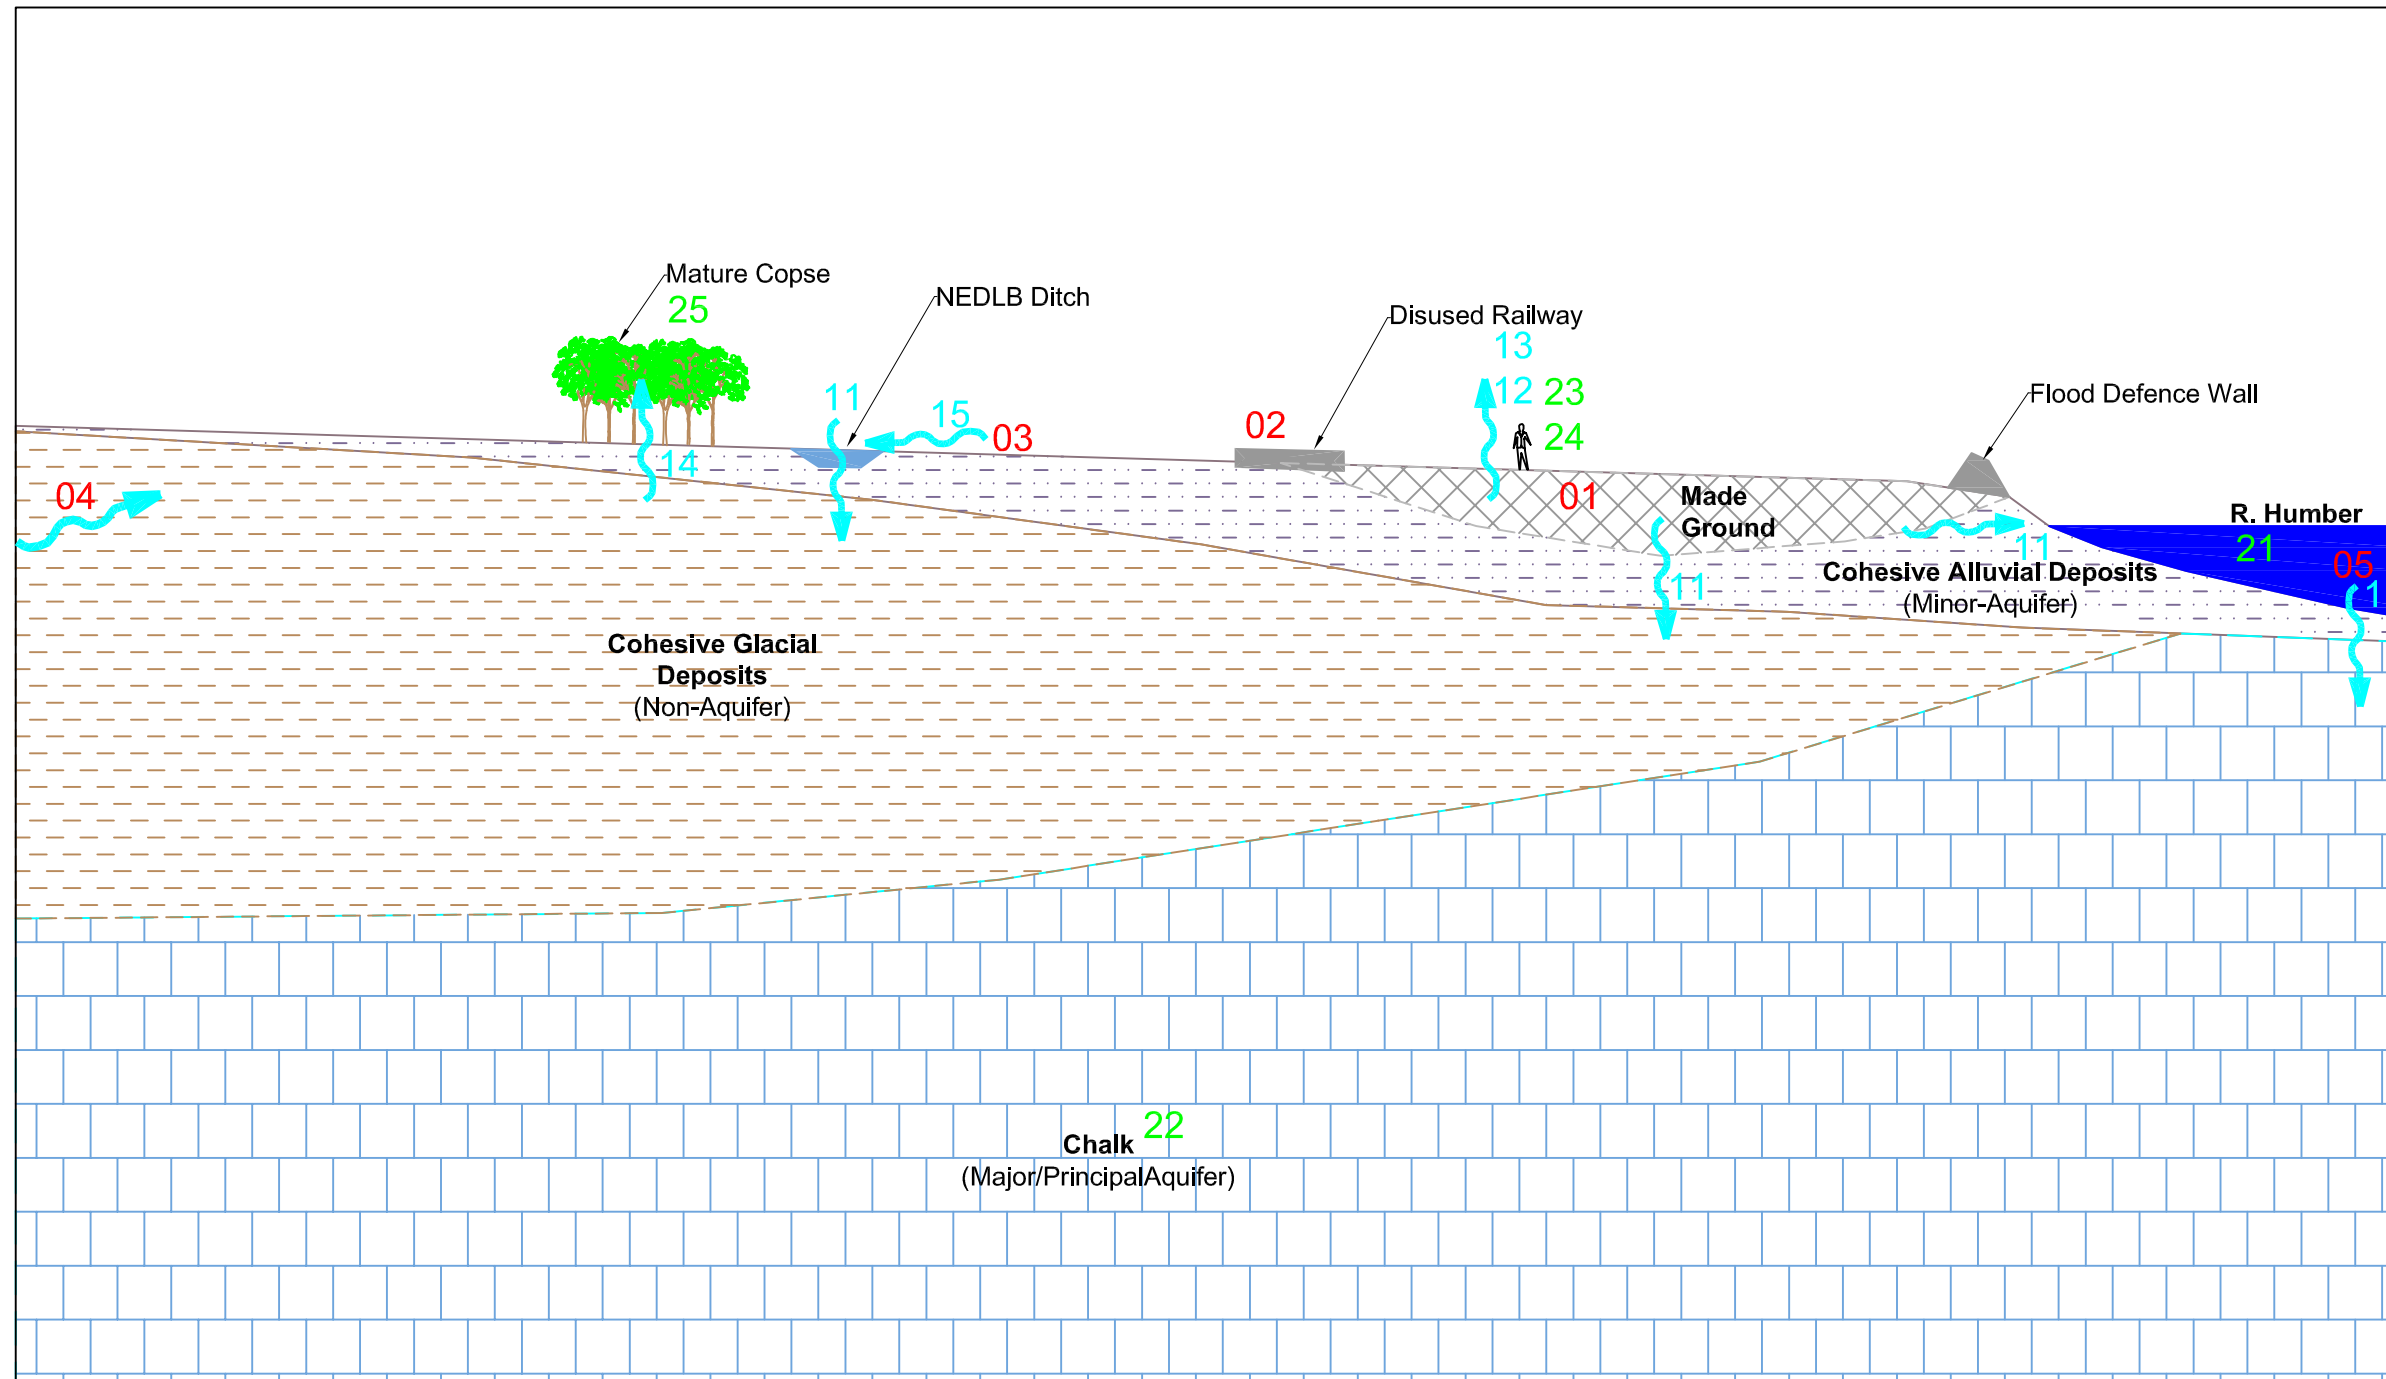 Mature Copse
25
NEDLB Ditch
Disused Railway
13
12
23
24
Flood Defence Wall
11
15
03
02
14
04
01
Made
Ground
R. Humber
21
05
11
11
1
Cohesive Alluvial Deposits
(Minor-Aquifer)
Cohesive Glacial
Deposits
(Non-Aquifer)
22
Chalk
(Major/PrincipalAquifer)